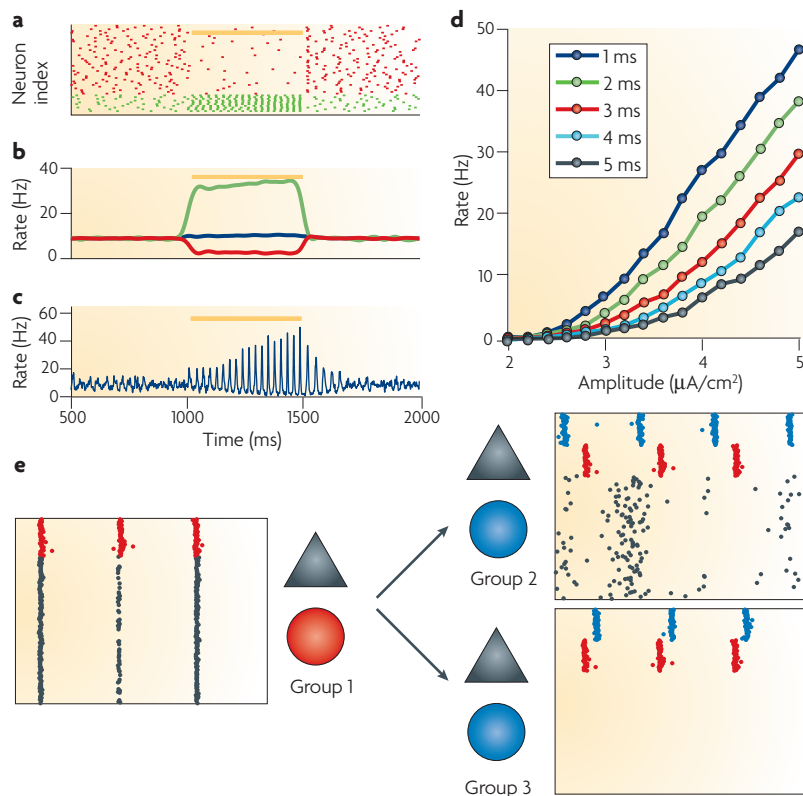 a
Neuron
index
b
Rate (Hz)
40
20
0
c
Rate (Hz)
60
40
20
0
500
1000
1500
2000
Time (ms)
d
Rate (Hz)
50
40
30
20
10
0
1 ms
2 ms
3 ms
4 ms
5 ms
2
3
4
5
Amplitude (μA/cm²)
e
Group 1
Group 2
Group 3